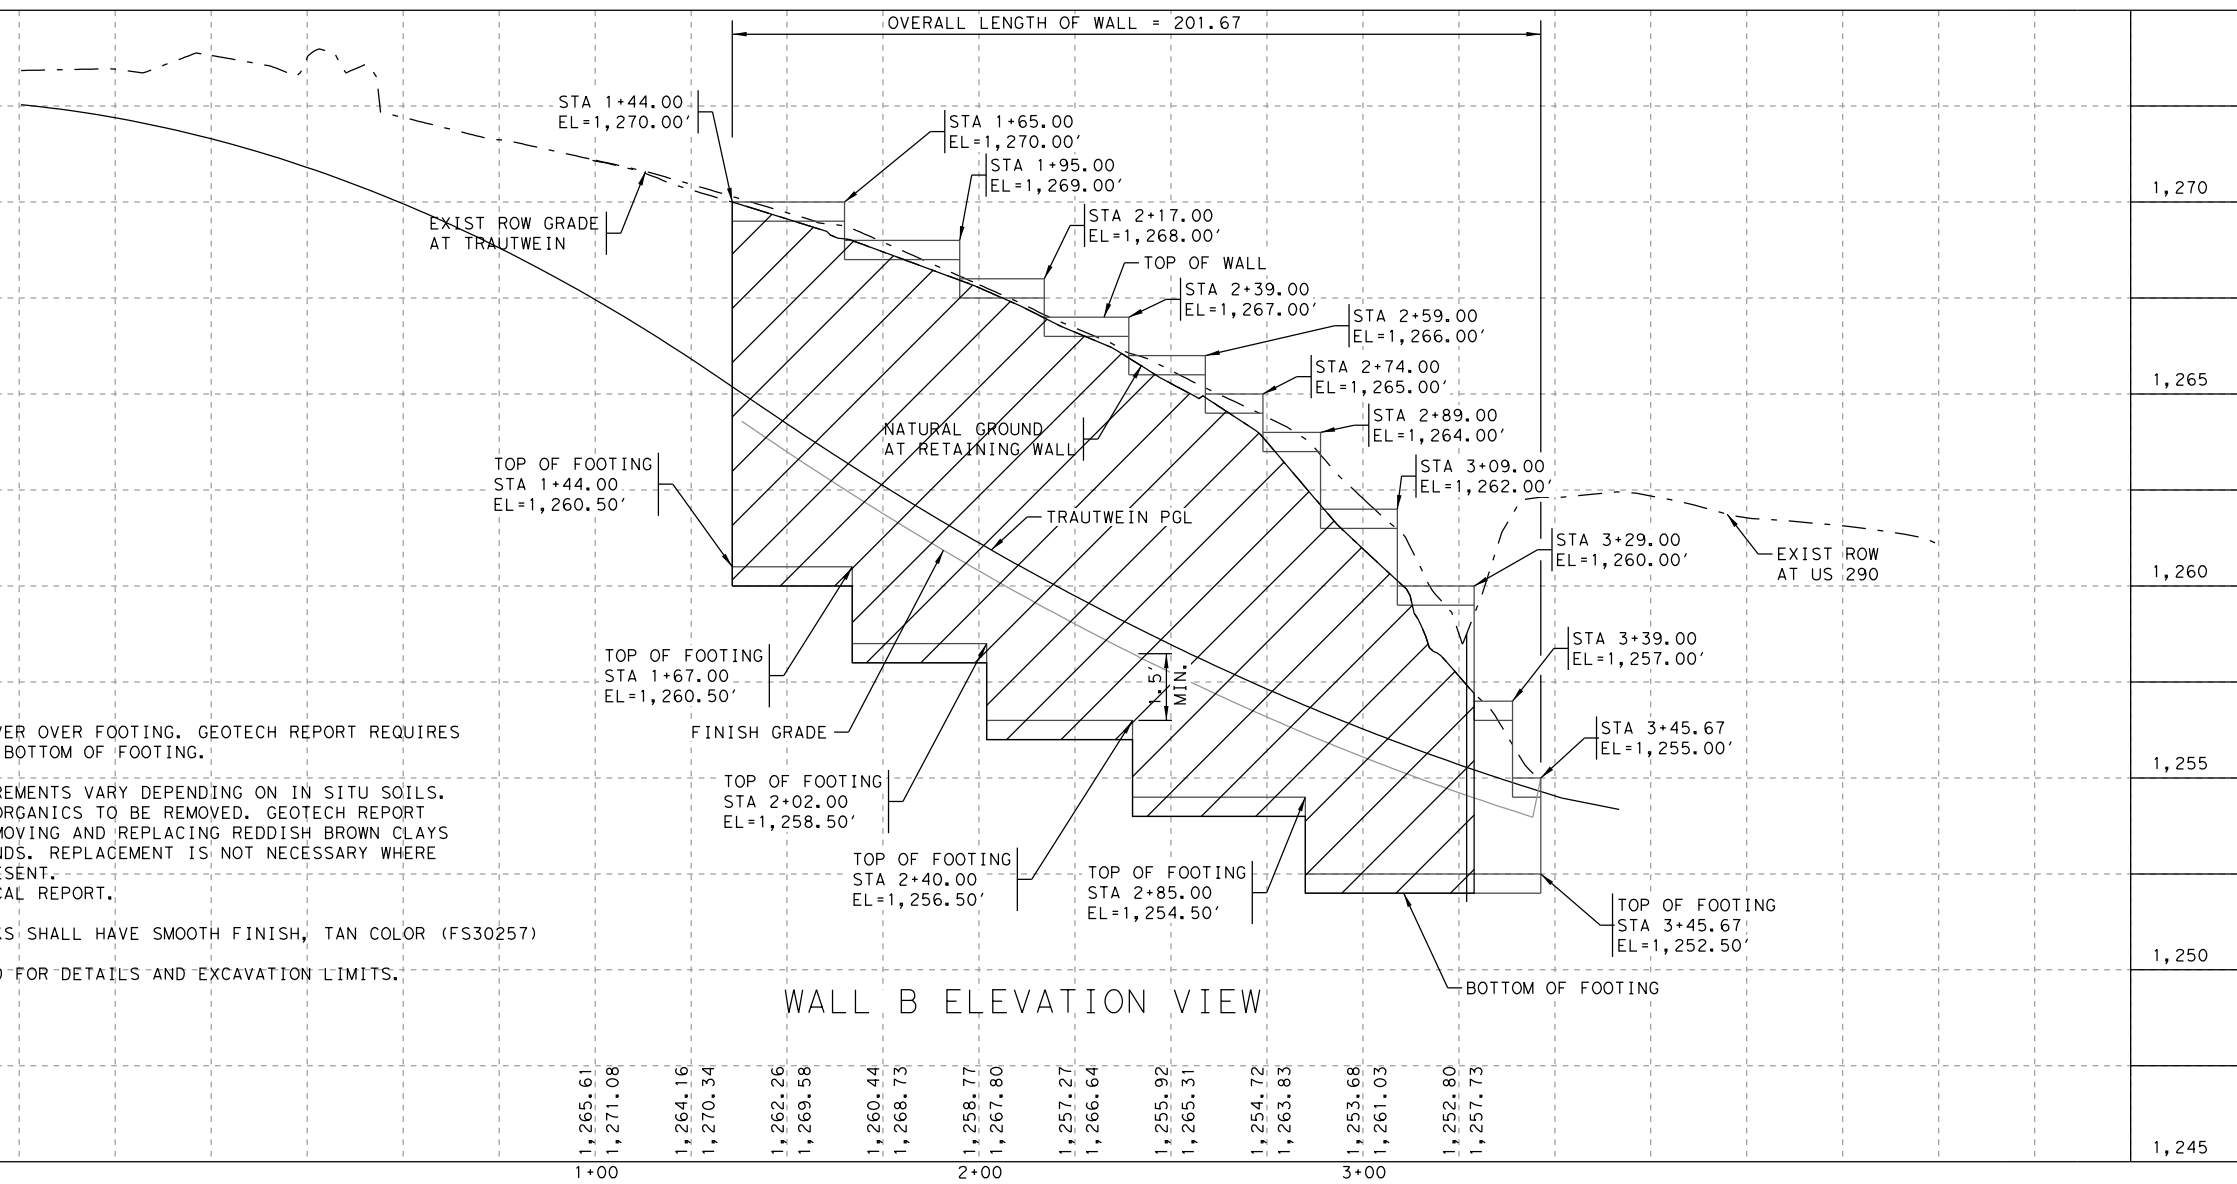 OVERALL LENGTH OF WALL = 201.67
STA 1+44.00
EL=1,270.00'
STA 1+65.00
EL=1,270.00'
STA 1+95.00
EL=1,269.00'
1,270
EXIST ROW GRADE
AT TRAUTWEIN
STA 2+17.00
EL=1,268.00'
TOP OF WALL
STA 2+39.00
EL=1,267.00'
STA 2+59.00
EL=1,266.00'
STA 2+74.00
EL=1,265.00'
1,265
STA 2+89.00
EL=1,264.00'
NATURAL GROUND
AT RETAINING WALL
TOP OF FOOTING
STA 1+44.00
EL=1,260.50'
STA 3+09.00
EL=1,262.00'
TRAUTWEIN PGL
STA 3+29.00
EL=1,260.00'
EXIST ROW
AT US 290
1,260
STA 3+39.00
EL=1,257.00'
TOP OF FOOTING
STA 1+67.00
EL=1,260.50'
1.5'
MIN.
FINISH GRADE
STA 3+45.67
EL=1,255.00'
1,255
VER OVER FOOTING. GEOTECH REPORT REQUIRES
BOTTOM OF FOOTING.
REMENTS VARY DEPENDING ON IN SITU SOILS.
ORGANICS TO BE REMOVED. GEOTECH REPORT
MOVING AND REPLACING REDDISH BROWN CLAYS
NDS. REPLACEMENT IS NOT NECESSARY WHERE
ESENT.
CAL REPORT.
KS SHALL HAVE SMOOTH FINISH, TAN COLOR (FS30257)
FOR DETAILS AND EXCAVATION LIMITS.
TOP OF FOOTING
STA 2+02.00
EL=1,258.50'
TOP OF FOOTING
STA 2+40.00
EL=1,256.50'
TOP OF FOOTING
STA 2+85.00
EL=1,254.50'
TOP OF FOOTING
STA 3+45.67
EL=1,252.50'
1,250
BOTTOM OF FOOTING
WALL B ELEVATION VIEW
1,265.61
1,271.08
1,264.16
1,270.34
1,262.26
1,269.58
1,260.44
1,268.73
1,258.77
1,267.80
1,257.27
1,266.64
1,255.92
1,265.31
1,254.72
1,263.83
1,253.68
1,261.03
1,252.80
1,257.73
1,245
1+00
2+00
3+00